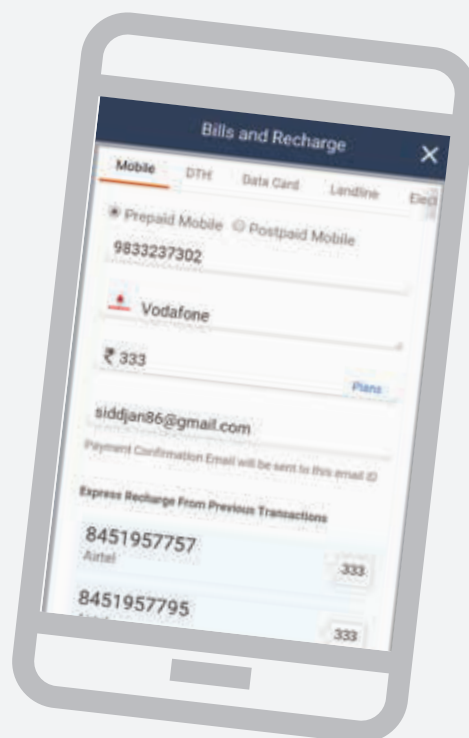 Bills and Recharge ✕
Mobile DTH Data Card Landline Elect
Prepaid Mobile Postpaid Mobile
9833237302
Vodafone
₹ 333
Plans
siddjan86@gmail.com
Payment Confirmation Email will be sent to this email ID
Express Recharge From Previous Transactions
8451957757
333
Airtel
8451957795
333